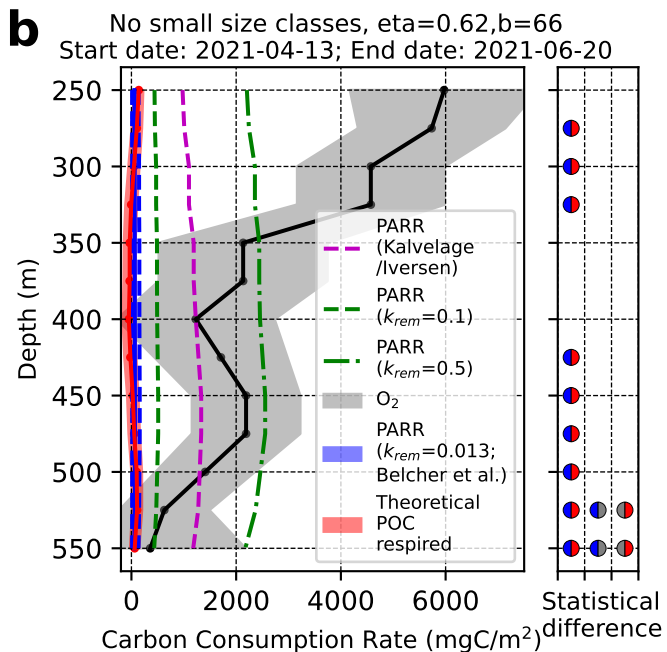 b
No small size classes, eta=0.62,b=66
Start date: 2021-04-13; End date: 2021-06-20
250
300
350
400
450
500
550
Depth (m)
PARR
(Kalvelage
/Iversen)
PARR
(k_rem=0.1)
PARR
(k_rem=0.5)
O₂
PARR
(k_rem=0.013;
Belcher et al.)
Theoretical
POC
respired
0 2000 4000 6000
Carbon Consumption Rate (mgC/m²)
Statistical
difference